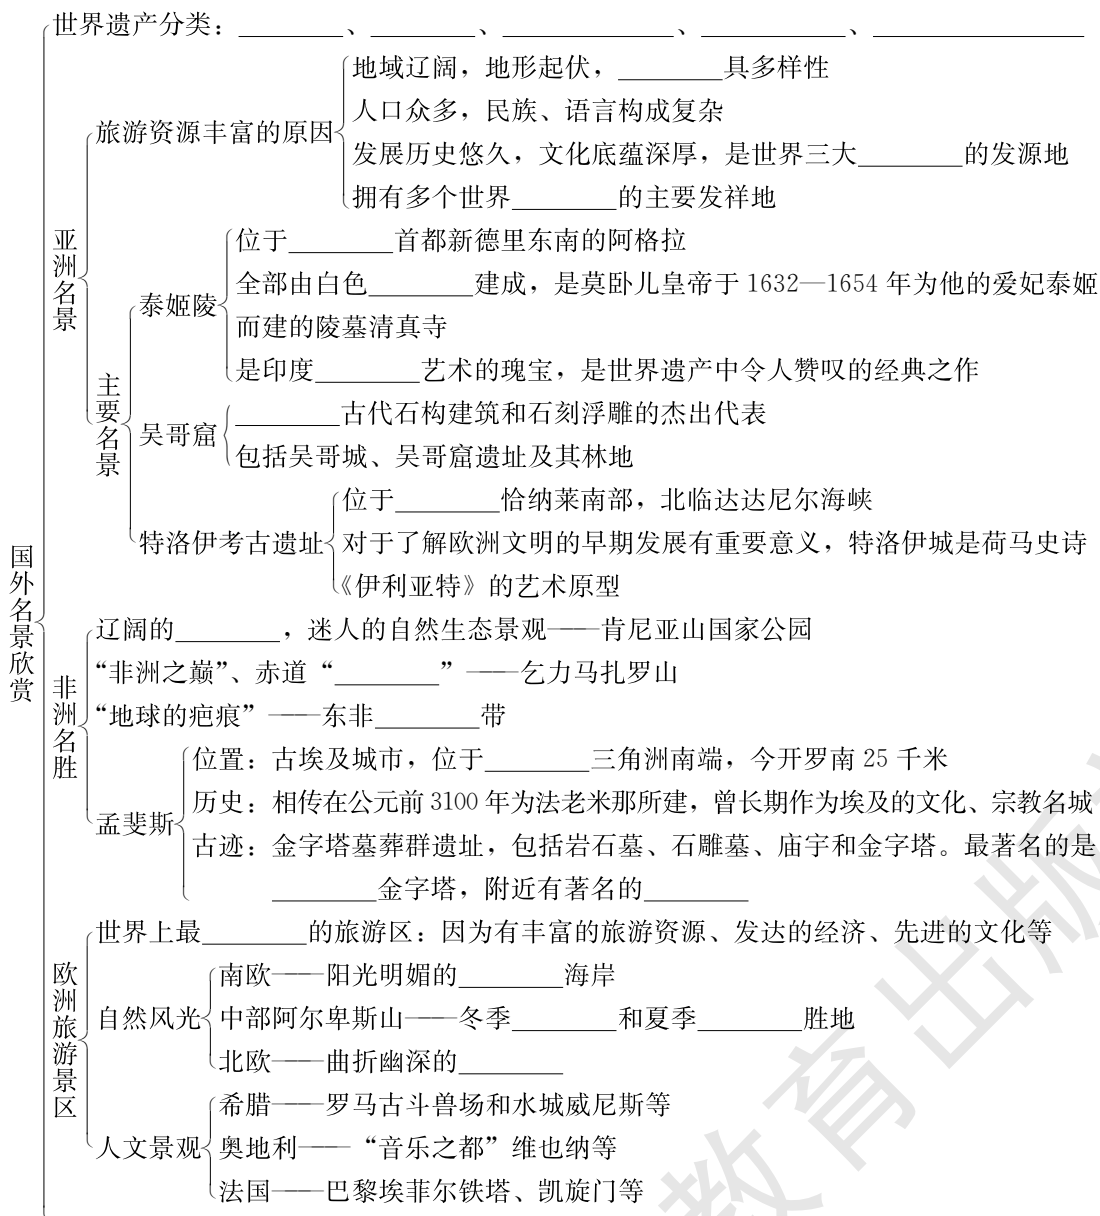 世界遗产分类：________、________、________、________、________
地域辽阔，地形起伏，________具多样性
人口众多，民族、语言构成复杂
旅游资源丰富的原因
发展历史悠久，文化底蕴深厚，是世界三大________的发源地
拥有多个世界________的主要发祥地
亚洲名景
位于________首都新德里东南的阿格拉
全部由白色________建成，是莫卧儿皇帝于1632—1654年为他的爱妃泰姬
泰姬陵
而建的陵墓清真寺
是印度________艺术的瑰宝，是世界遗产中令人赞叹的经典之作
主要名景
________古代石构建筑和石刻浮雕的杰出代表
吴哥窟
包括吴哥城、吴哥窟遗址及其林地
位于________恰纳莱南部，北临达达尼尔海峡
特洛伊考古遗址
对于了解欧洲文明的早期发展有重要意义，特洛伊城是荷马史诗
《伊利亚特》的艺术原型
国外名景欣赏
辽阔的________，迷人的自然生态景观——肯尼亚山国家公园
“非洲之巅”、赤道“________”——乞力马扎罗山
非洲名胜
“地球的疤痕”——东非________带
位置：古埃及城市，位于________三角洲南端，今开罗南25千米
历史：相传在公元前3100年为法老米那所建，曾长期作为埃及的文化、宗教名城
孟斐斯
古迹：金字塔墓葬群遗址，包括岩石墓、石雕墓、庙宇和金字塔。最著名的是
________金字塔，附近有著名的________
世界上最________的旅游区：因为有丰富的旅游资源、发达的经济、先进的文化等
欧洲旅游景区
南欧——阳光明媚的________海岸
自然风光
中部阿尔卑斯山——冬季________和夏季________胜地
北欧——曲折幽深的________
希腊——罗马古斗兽场和水城威尼斯等
人文景观
奥地利——“音乐之都”维也纳等
法国——巴黎埃菲尔铁塔、凯旋门等
教育出版